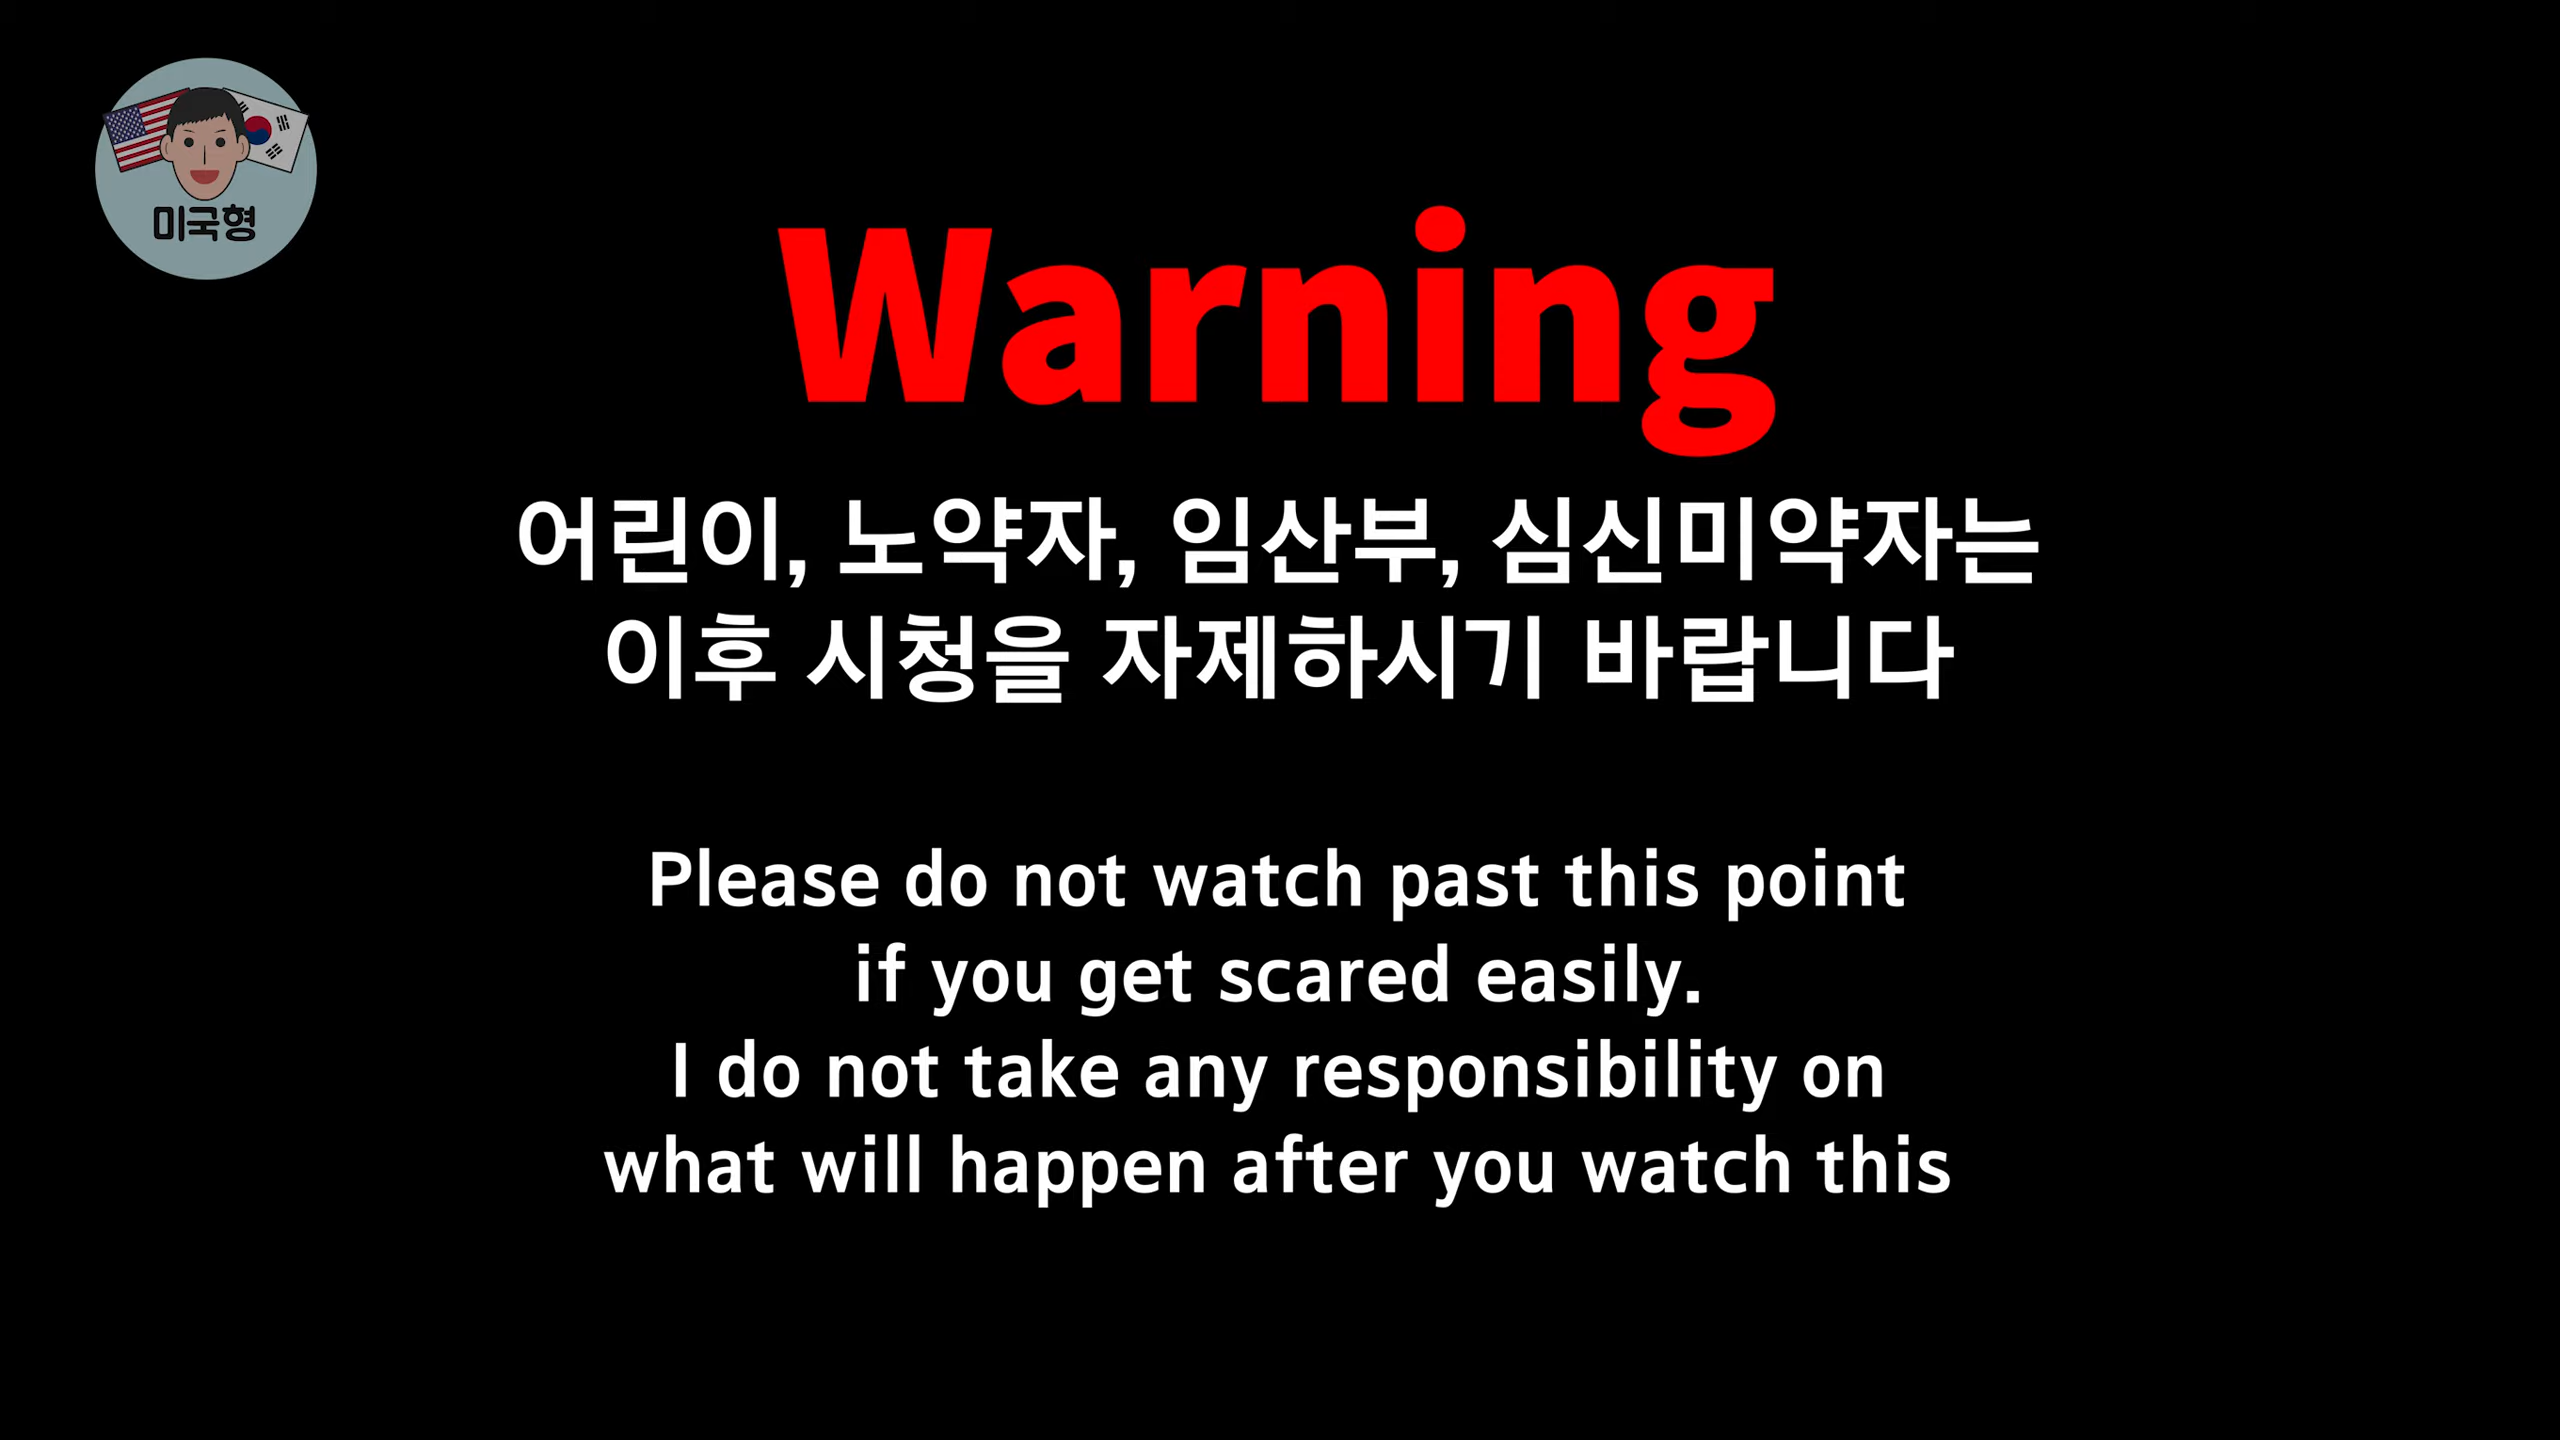 미국형
Warning
어린이, 노약자, 임산부, 심신미약자는
이후 시청을 자제하시기 바랍니다
Please do not watch past this point
if you get scared easily.
I do not take any responsibility on
what will happen after you watch this